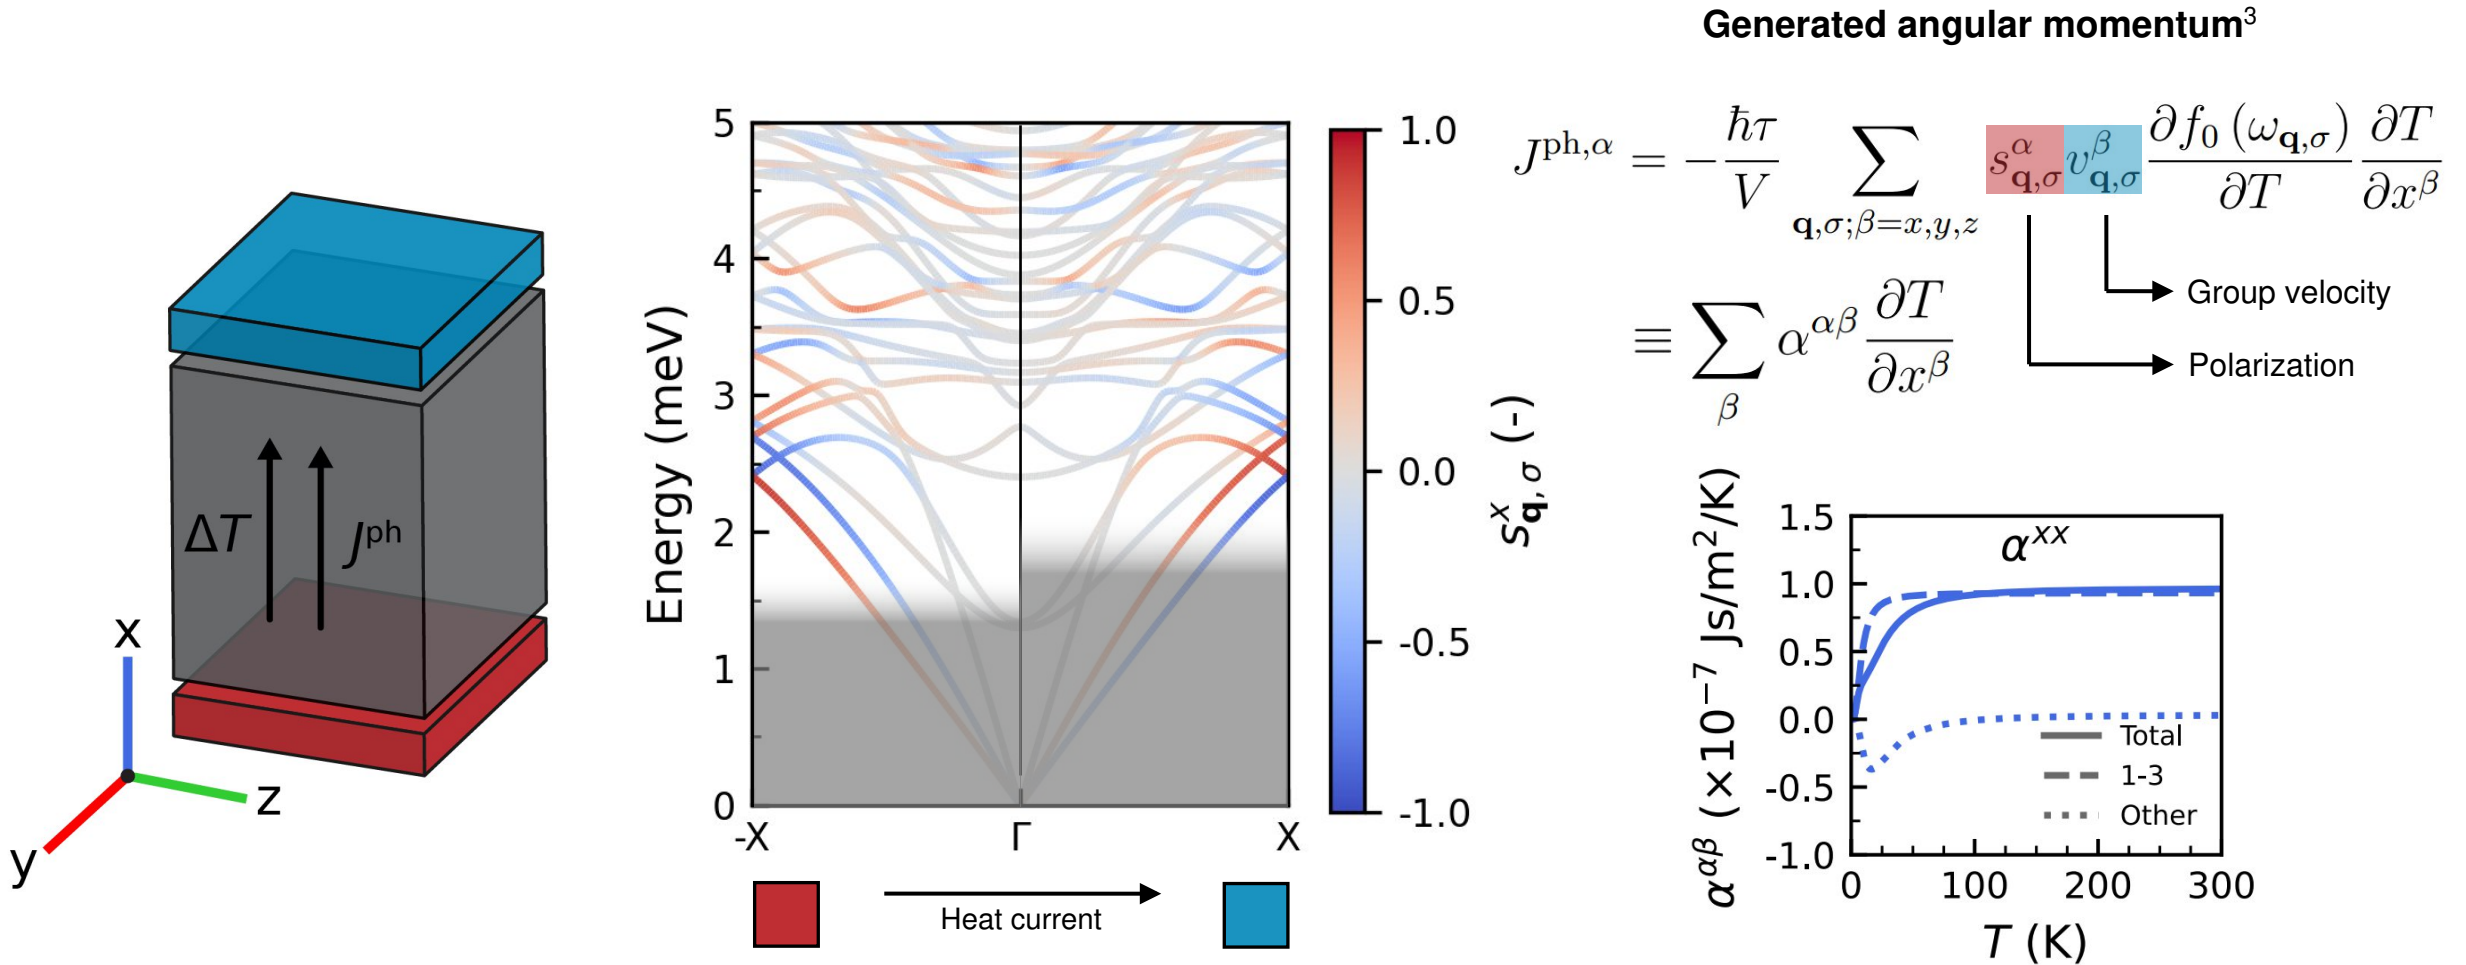 Generated angular momentum³
J^{ph,α} = − ħτ/V ∑_{q,σ;β=x,y,z} s^α_{q,σ} v^β_{q,σ} ∂f₀(ω_{q,σ})/∂T ∂T/∂x^β
≡ ∑_β α^{αβ} ∂T/∂x^β
Group velocity
Polarization
ΔT
J^{ph}
x
y
z
Energy (meV)
5
4
3
2
1
0
-X
Γ
X
Heat current
1.0
0.5
0.0
-0.5
-1.0
s^x_{q,σ} (-)
α^{αβ} (×10⁻⁷ Js/m²/K)
1.5
1.0
0.5
0.0
-0.5
-1.0
α^{xx}
Total
1-3
Other
0
100
200
300
T (K)